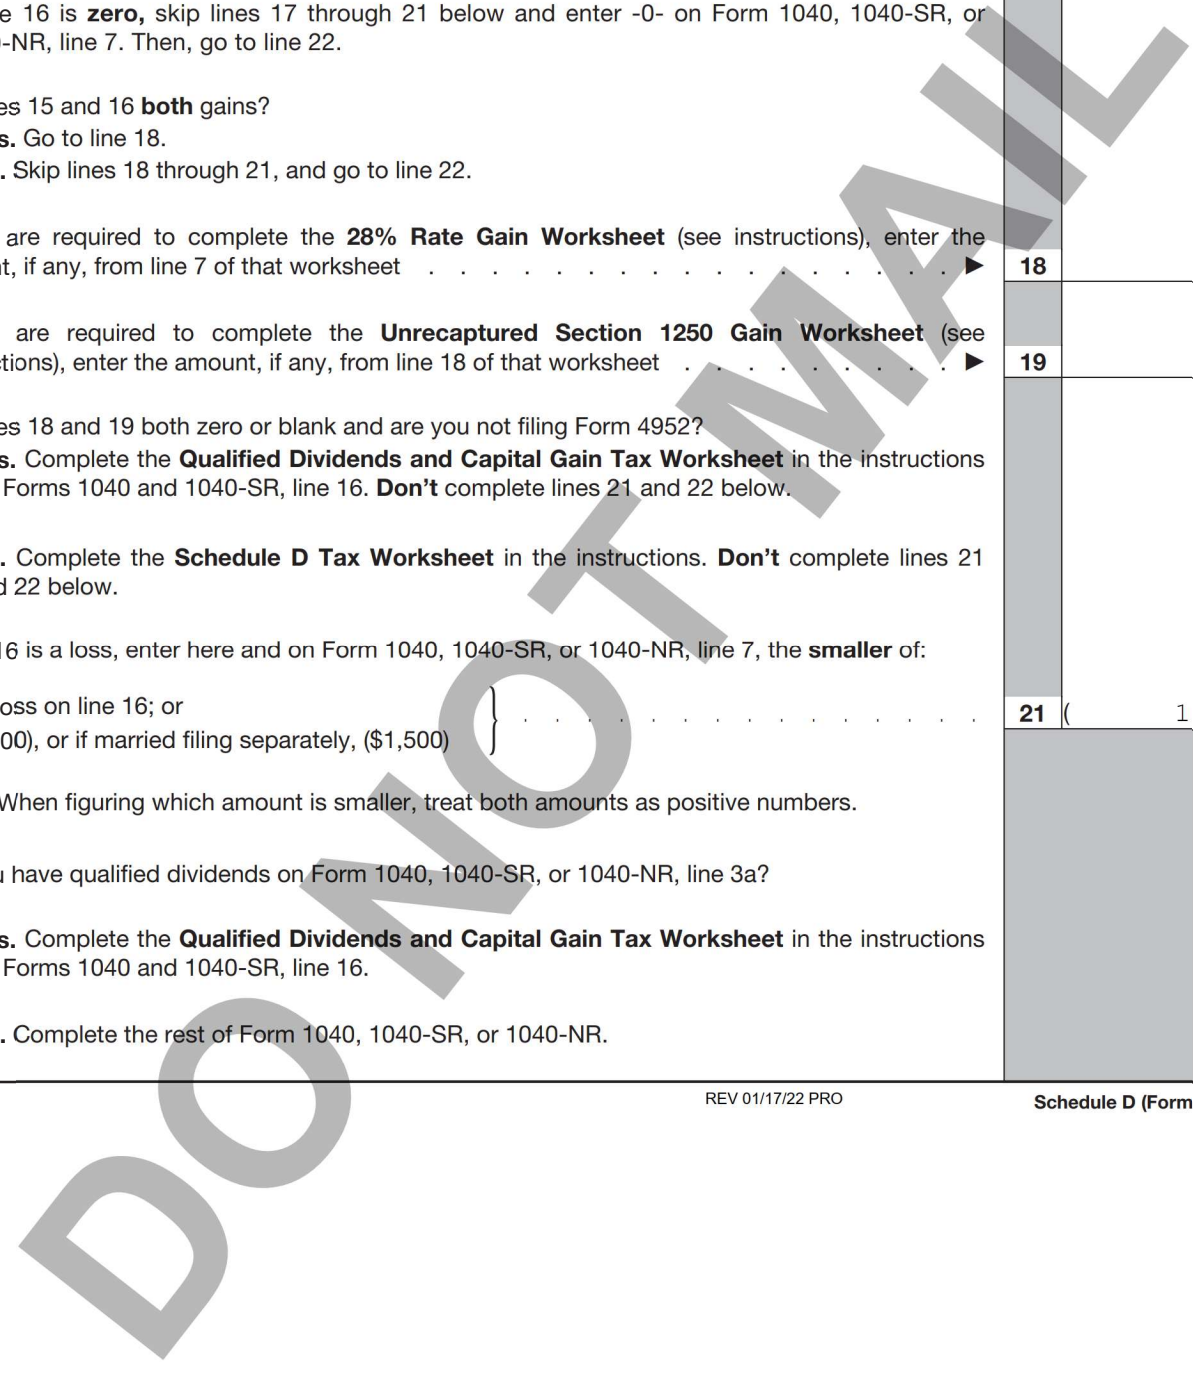 e 16 is zero, skip lines 17 through 21 below and enter -0- on Form 1040, 1040-SR, or
-NR, line 7. Then, go to line 22.
es 15 and 16 both gains?
s. Go to line 18.
. Skip lines 18 through 21, and go to line 22.
are required to complete the 28% Rate Gain Worksheet (see instructions), enter the
t, if any, from line 7 of that worksheet . . . . . . . . . . . . . . . . . ▶ 18
are required to complete the Unrecaptured Section 1250 Gain Worksheet (see
ctions), enter the amount, if any, from line 18 of that worksheet . . . . . . . . . ▶ 19
es 18 and 19 both zero or blank and are you not filing Form 4952?
s. Complete the Qualified Dividends and Capital Gain Tax Worksheet in the instructions
Forms 1040 and 1040-SR, line 16. Don't complete lines 21 and 22 below.
. Complete the Schedule D Tax Worksheet in the instructions. Don't complete lines 21
d 22 below.
16 is a loss, enter here and on Form 1040, 1040-SR, or 1040-NR, line 7, the smaller of:
oss on line 16; or
00), or if married filing separately, ($1,500) } . . . . . . . . . . . . . . . 21 ( 1
When figuring which amount is smaller, treat both amounts as positive numbers.
u have qualified dividends on Form 1040, 1040-SR, or 1040-NR, line 3a?
s. Complete the Qualified Dividends and Capital Gain Tax Worksheet in the instructions
Forms 1040 and 1040-SR, line 16.
. Complete the rest of Form 1040, 1040-SR, or 1040-NR.
REV 01/17/22 PRO Schedule D (Form
DO NOT MAIL